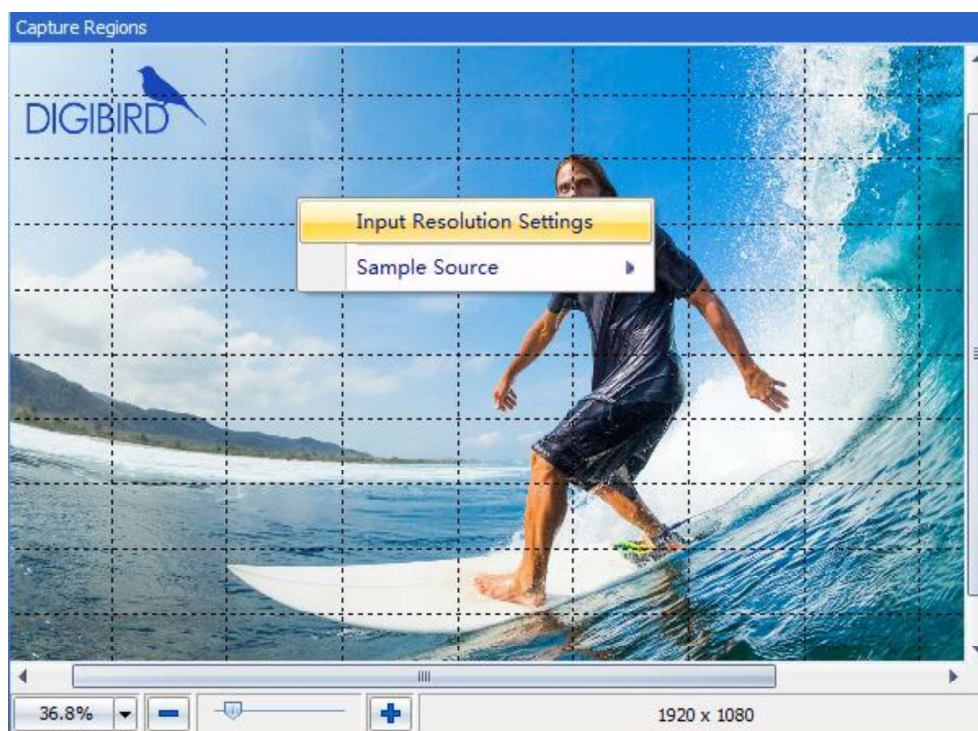 Capture Regions
DIGIBIRD
Input Resolution Settings
Sample Source
36.8%
1920 x 1080